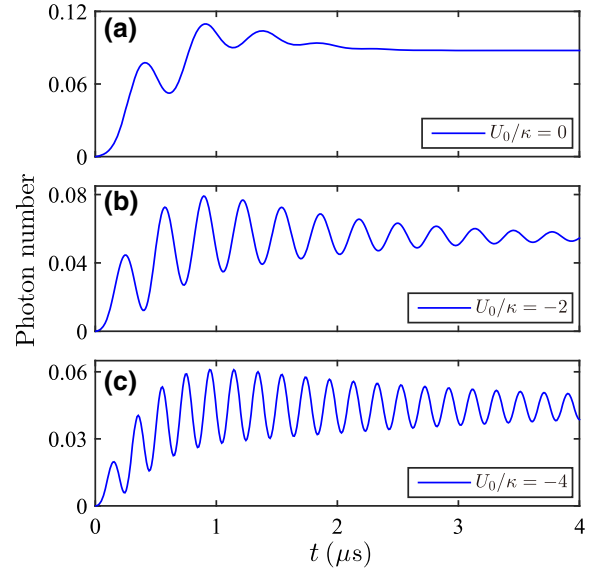 (a)
0.12
0.06
0
U₀/κ = 0
(b)
0.08
0.04
0
U₀/κ = −2
Photon number
(c)
0.06
0.03
0
U₀/κ = −4
0 1 2 3 4
t (μs)